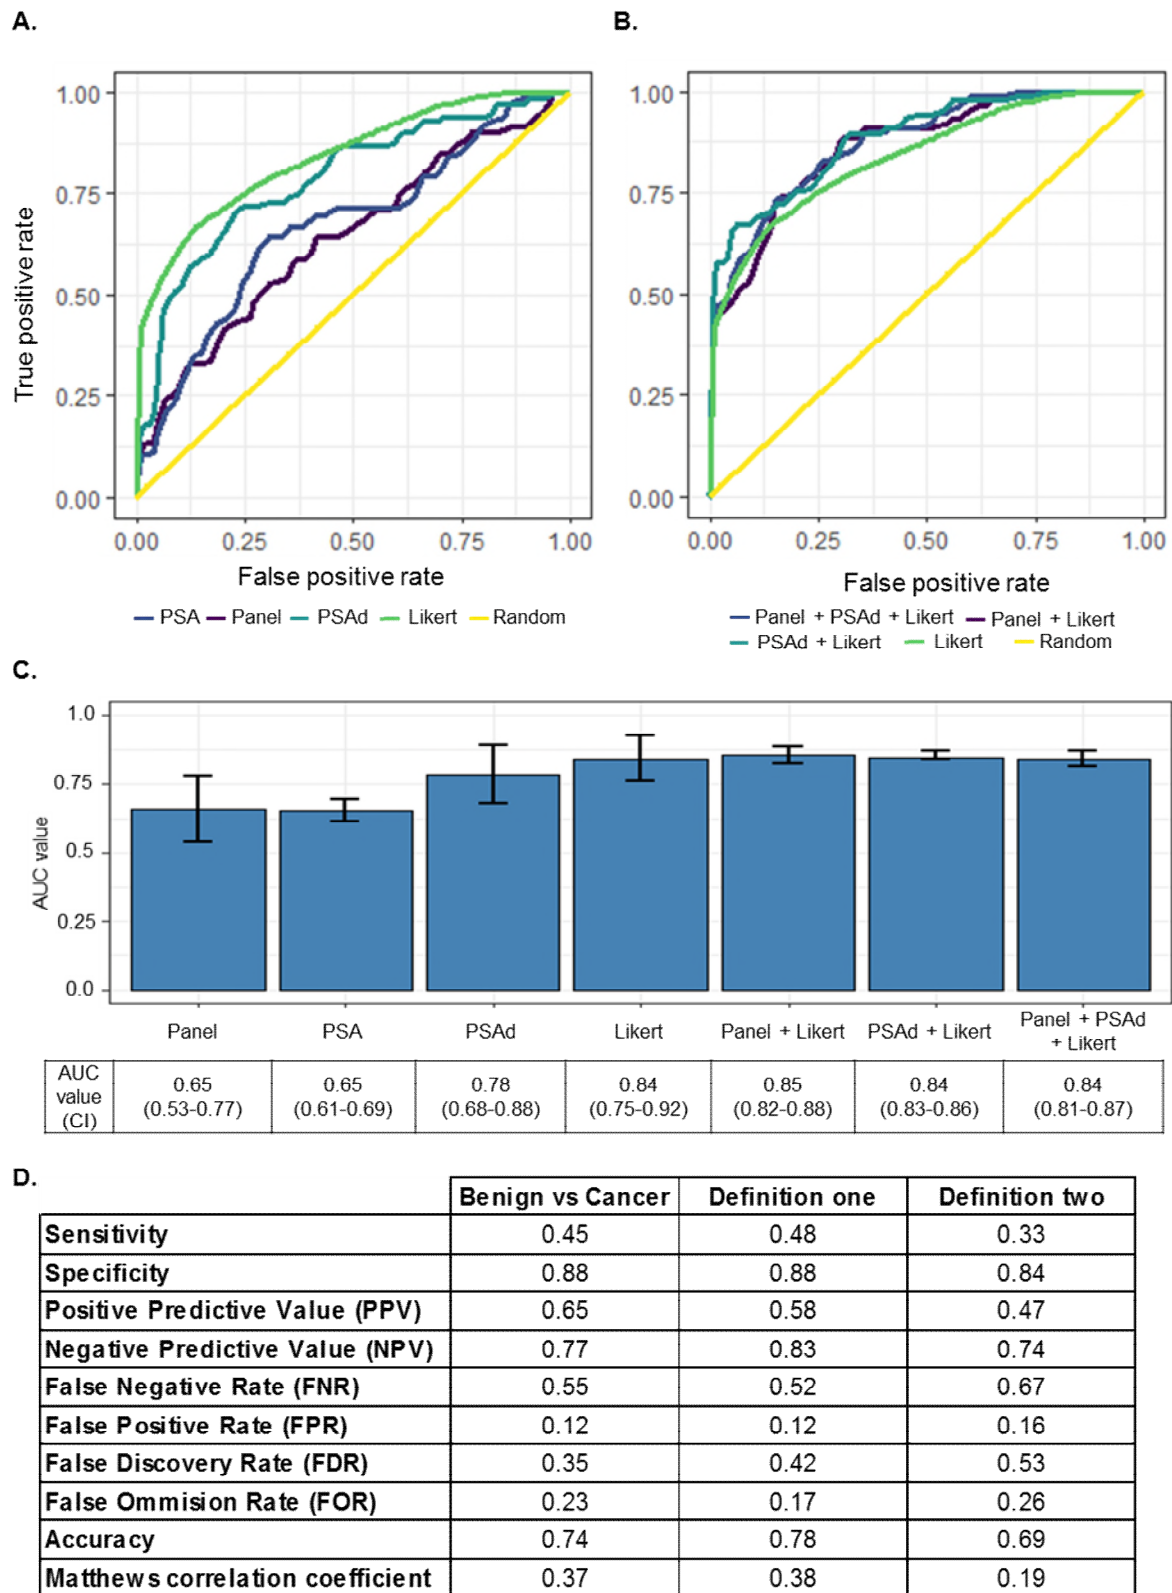 A.
B.
1.00
0.75
0.50
0.25
0.00
True positive rate
0.00 0.25 0.50 0.75 1.00
False positive rate
PSA Panel PSAd Likert Random
1.00
0.75
0.50
0.25
0.00
0.00 0.25 0.50 0.75 1.00
False positive rate
Panel + PSAd + Likert Panel + Likert
PSAd + Likert Likert Random
C.
AUC value
1.0
0.75
0.5
0.25
0.0
Panel PSA PSAd Likert Panel + Likert PSAd + Likert Panel + PSAd
+ Likert
AUC
value
(CI)
0.65 0.65 0.78 0.84 0.85 0.84 0.84
(0.53-0.77) (0.61-0.69) (0.68-0.88) (0.75-0.92) (0.82-0.88) (0.83-0.86) (0.81-0.87)
D.
Benign vs Cancer Definition one Definition two
Sensitivity 0.45 0.48 0.33
Specificity 0.88 0.88 0.84
Positive Predictive Value (PPV) 0.65 0.58 0.47
Negative Predictive Value (NPV) 0.77 0.83 0.74
False Negative Rate (FNR) 0.55 0.52 0.67
False Positive Rate (FPR) 0.12 0.12 0.16
False Discovery Rate (FDR) 0.35 0.42 0.53
False Ommision Rate (FOR) 0.23 0.17 0.26
Accuracy 0.74 0.78 0.69
Matthews correlation coefficient 0.37 0.38 0.19